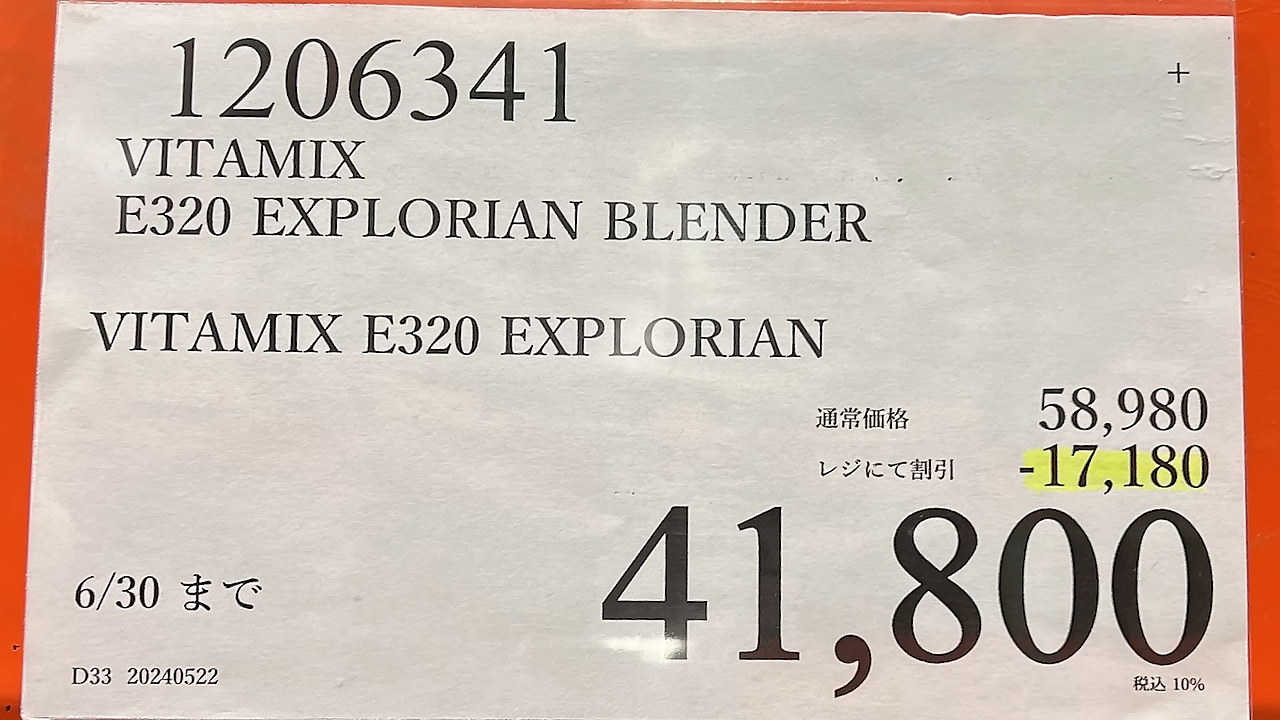 1206341
+
VITAMIX
E320 EXPLORIAN BLENDER
VITAMIX E320 EXPLORIAN
通常価格 58,980
レジにて割引 -17,180
41,800
6/30 まで
D33 20240522
税込 10%